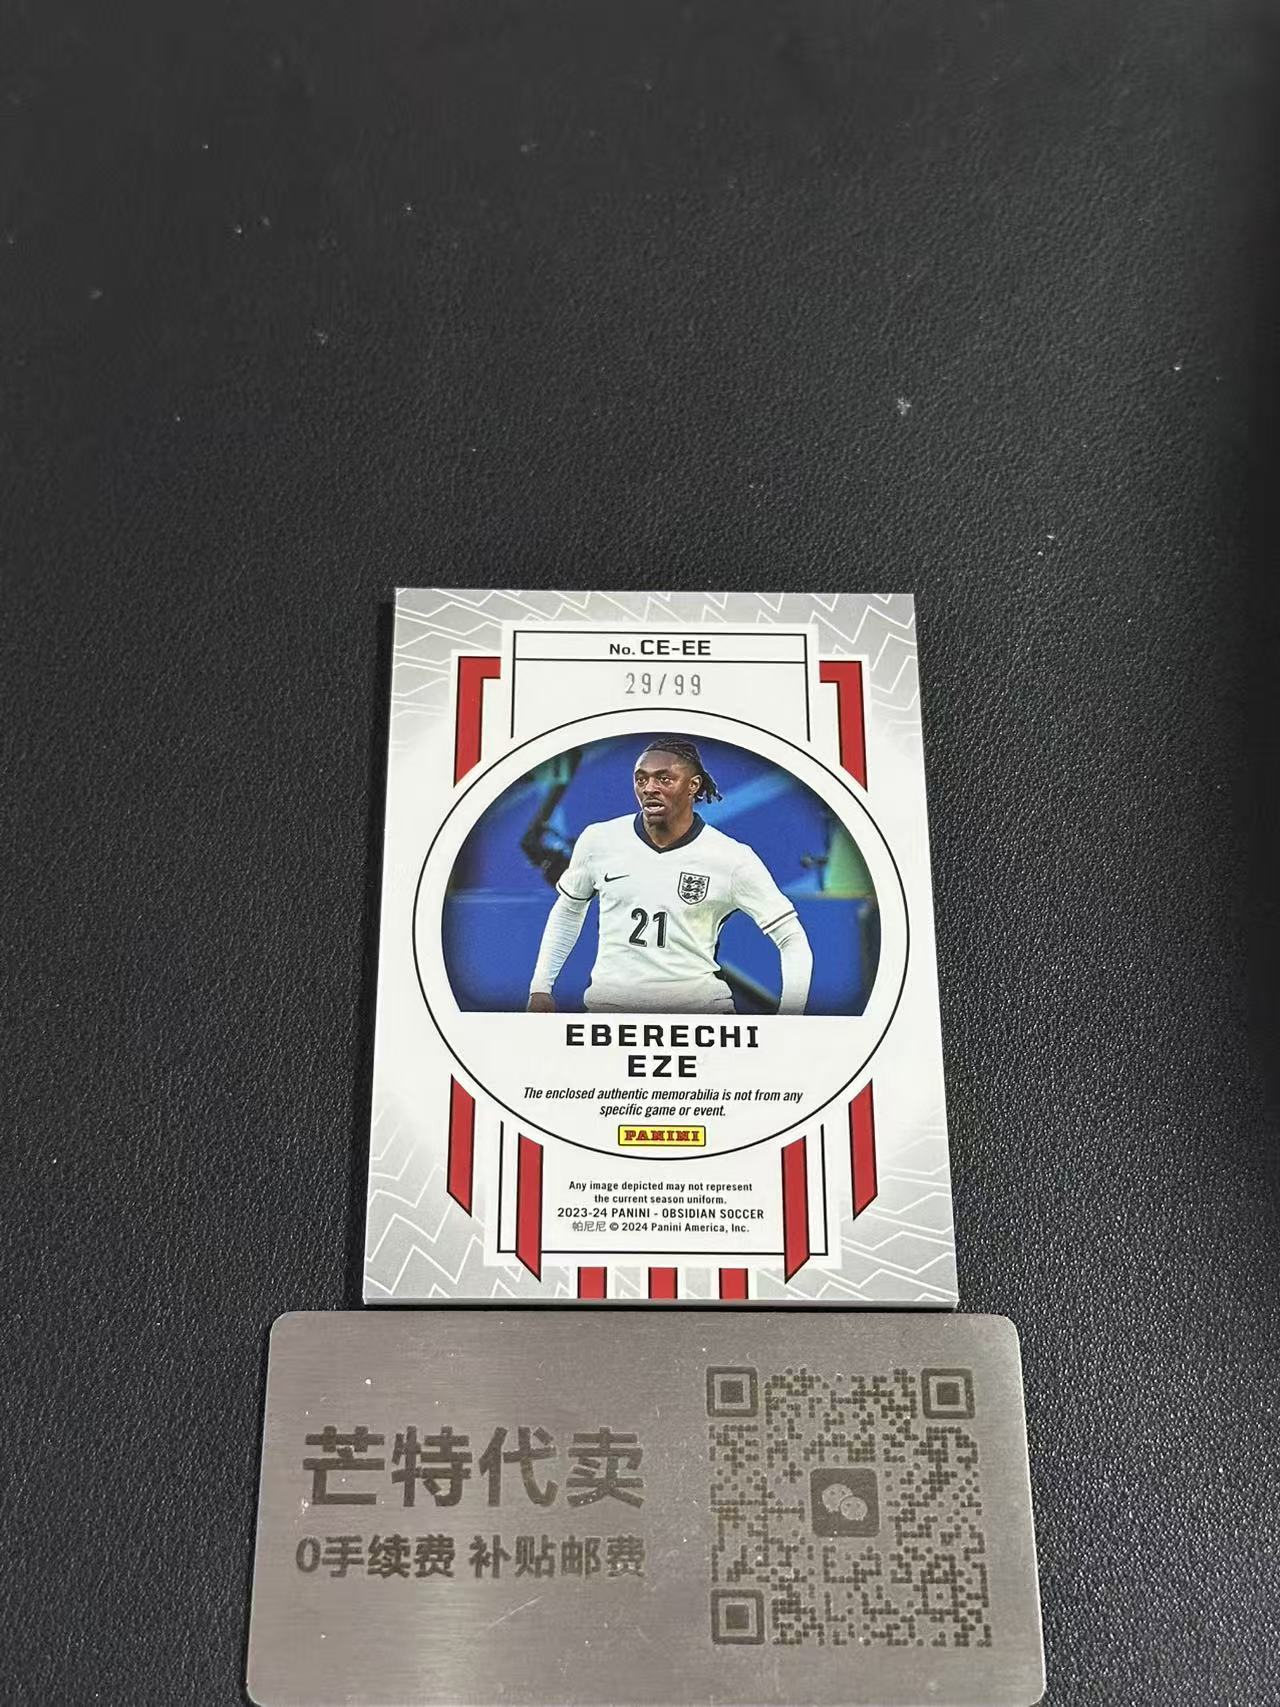 No. CE-EE
29/99
21
EBERECHI
EZE
The enclosed authentic memorabilia is not from any
specific game or event.
PANINI
Any image depicted may not represent
the current season uniform.
2023-24 PANINI - OBSIDIAN SOCCER
帕尼尼 © 2024 Panini America, Inc.
芒特代卖
0手续费 补贴邮费